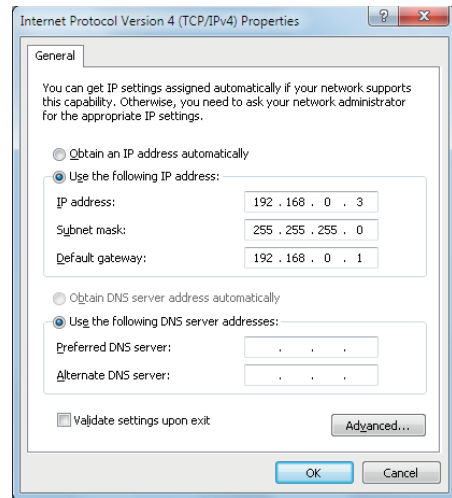 Internet Protocol Version 4 (TCP/IPv4) Properties
General
You can get IP settings assigned automatically if your network supports
this capability. Otherwise, you need to ask your network administrator
for the appropriate IP settings.
Obtain an IP address automatically
Use the following IP address:
IP address: 192 . 168 . 0 . 3
Subnet mask: 255 . 255 . 255 . 0
Default gateway: 192 . 168 . 0 . 1
Obtain DNS server address automatically
Use the following DNS server addresses:
Preferred DNS server: . . .
Alternate DNS server: . . .
Validate settings upon exit
Advanced...
OK Cancel